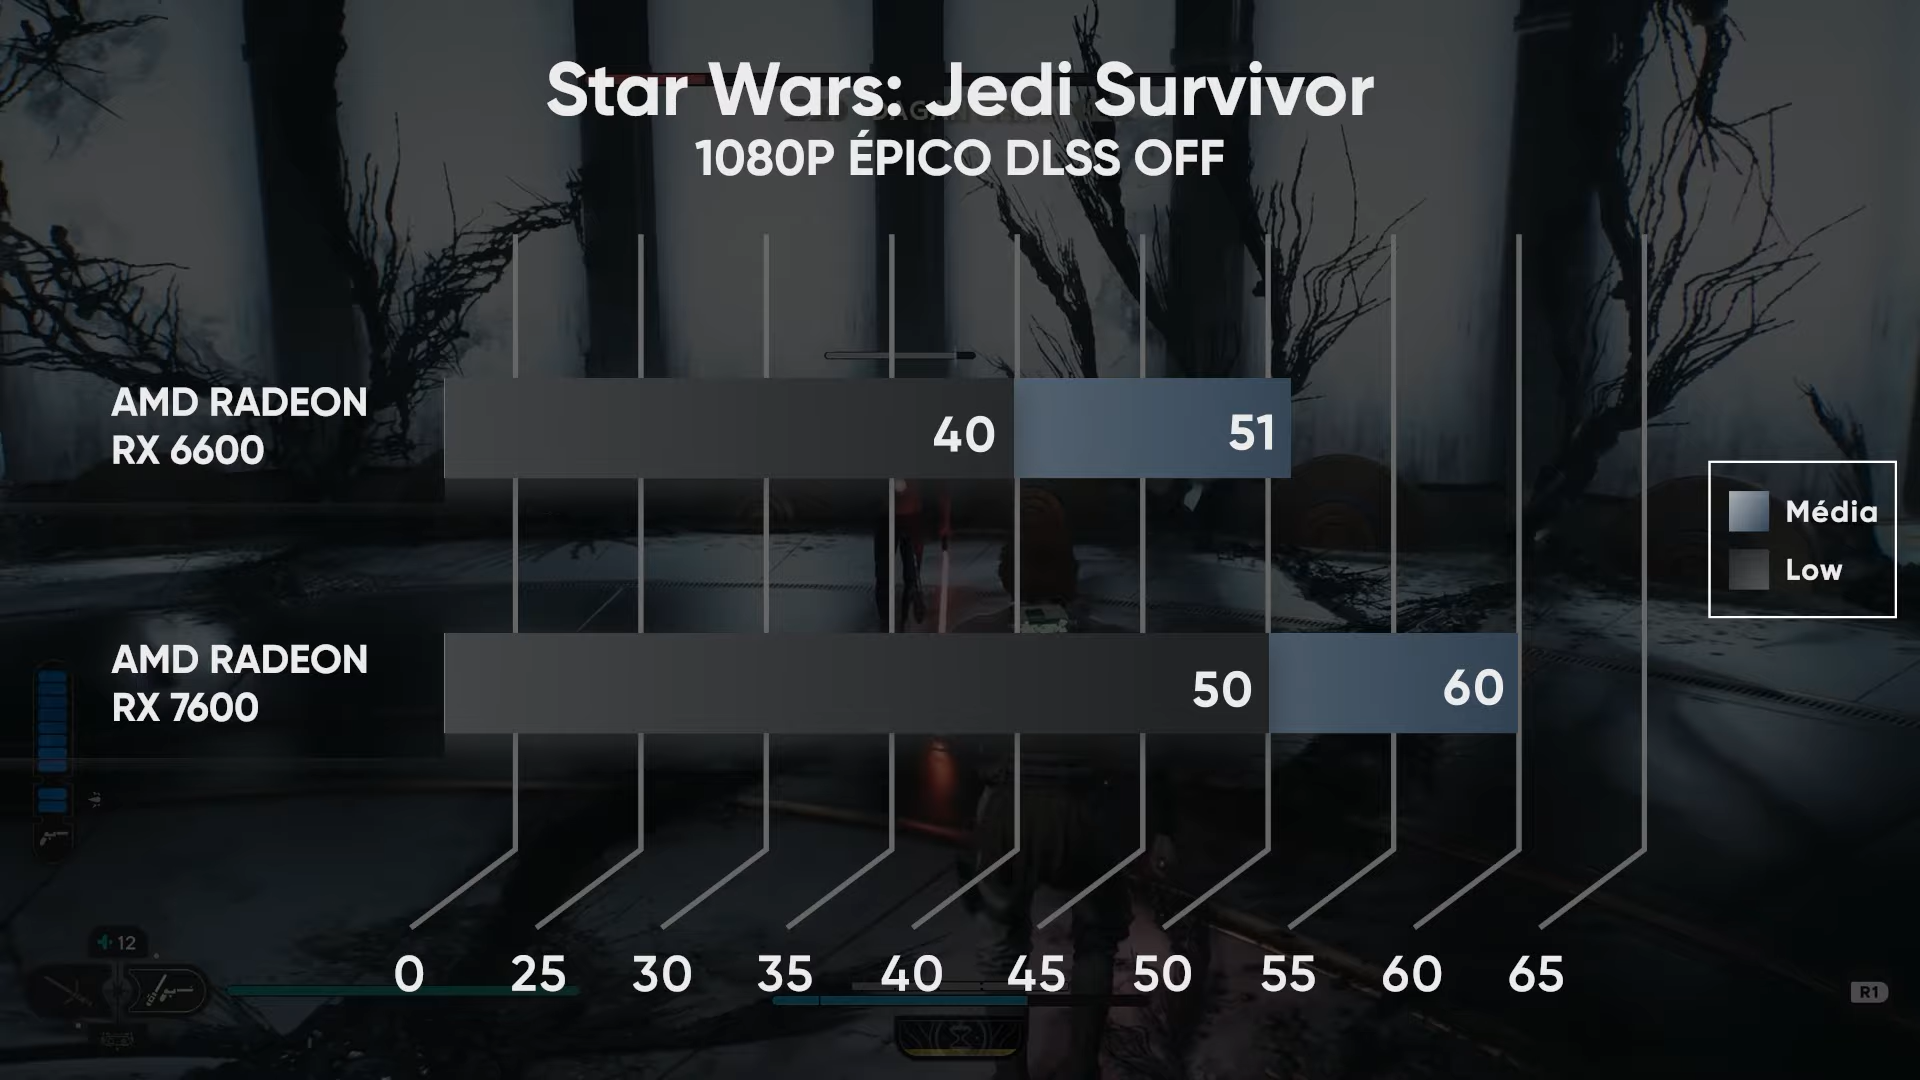 Star Wars: Jedi Survivor
1080P ÉPICO DLSS OFF
AMD RADEON
RX 6600
40
51
Média
Low
AMD RADEON
RX 7600
50
60
12
0 25 30 35 40 45 50 55 60 65
R1